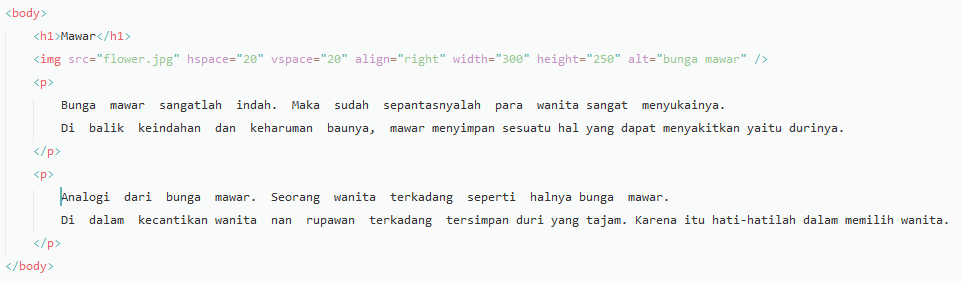 <body>
<h1>Mawar</h1>
<img src="flower.jpg" hspace="20" vspace="20" align="right" width="300" height="250" alt="bunga mawar" />
<p>
Bunga  mawar  sangatlah  indah.  Maka  sudah  sepantasnyalah  para  wanita sangat  menyukainya.
Di  balik  keindahan  dan  keharuman  baunya,  mawar menyimpan sesuatu hal yang dapat menyakitkan yaitu durinya.
</p>
<p>
Analogi  dari  bunga  mawar.  Seorang  wanita  terkadang  seperti  halnya bunga  mawar.
Di  dalam  kecantikan wanita  nan  rupawan  terkadang  tersimpan duri yang tajam. Karena itu hati-hatilah dalam memilih wanita.
</p>
</body>